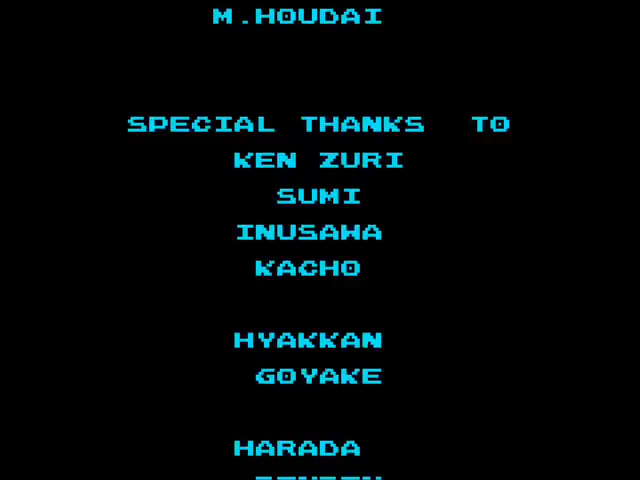 M.HOUDAI
SPECIAL THANKS TO
KEN ZURI
SUMI
INUSAWA
KACHO
HYAKKAN
GOYAKE
HARADA